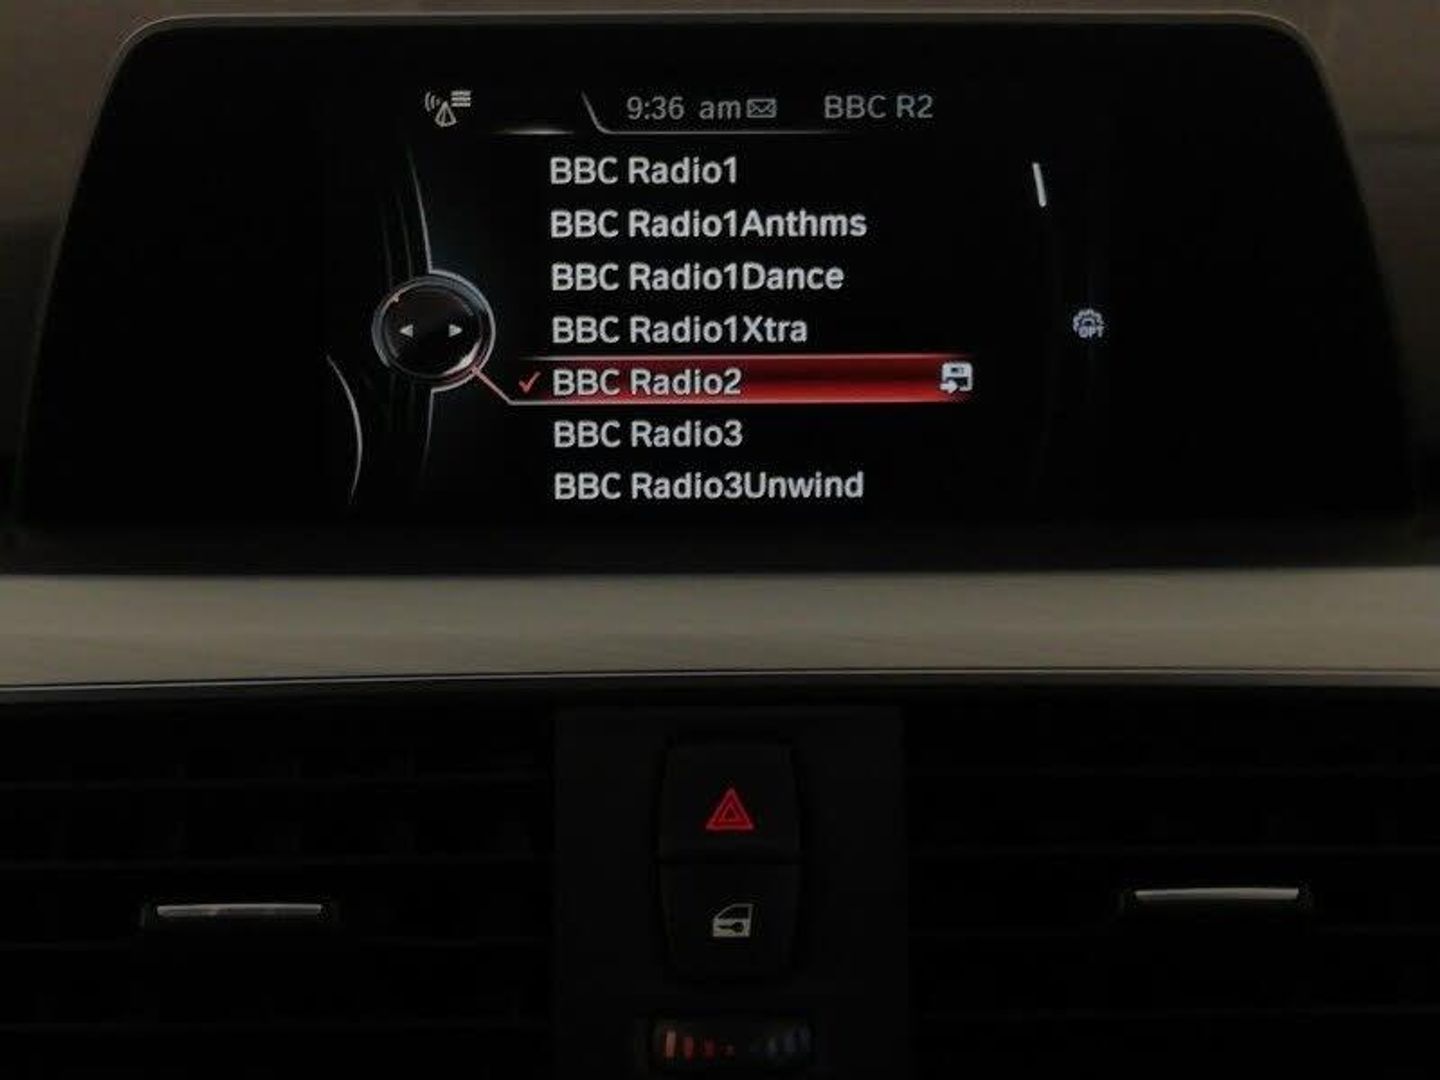 9:36 am BBC R2
BBC Radio1
BBC Radio1Anthms
BBC Radio1Dance
BBC Radio1Xtra
BBC Radio2
BBC Radio3
BBC Radio3Unwind
OPT